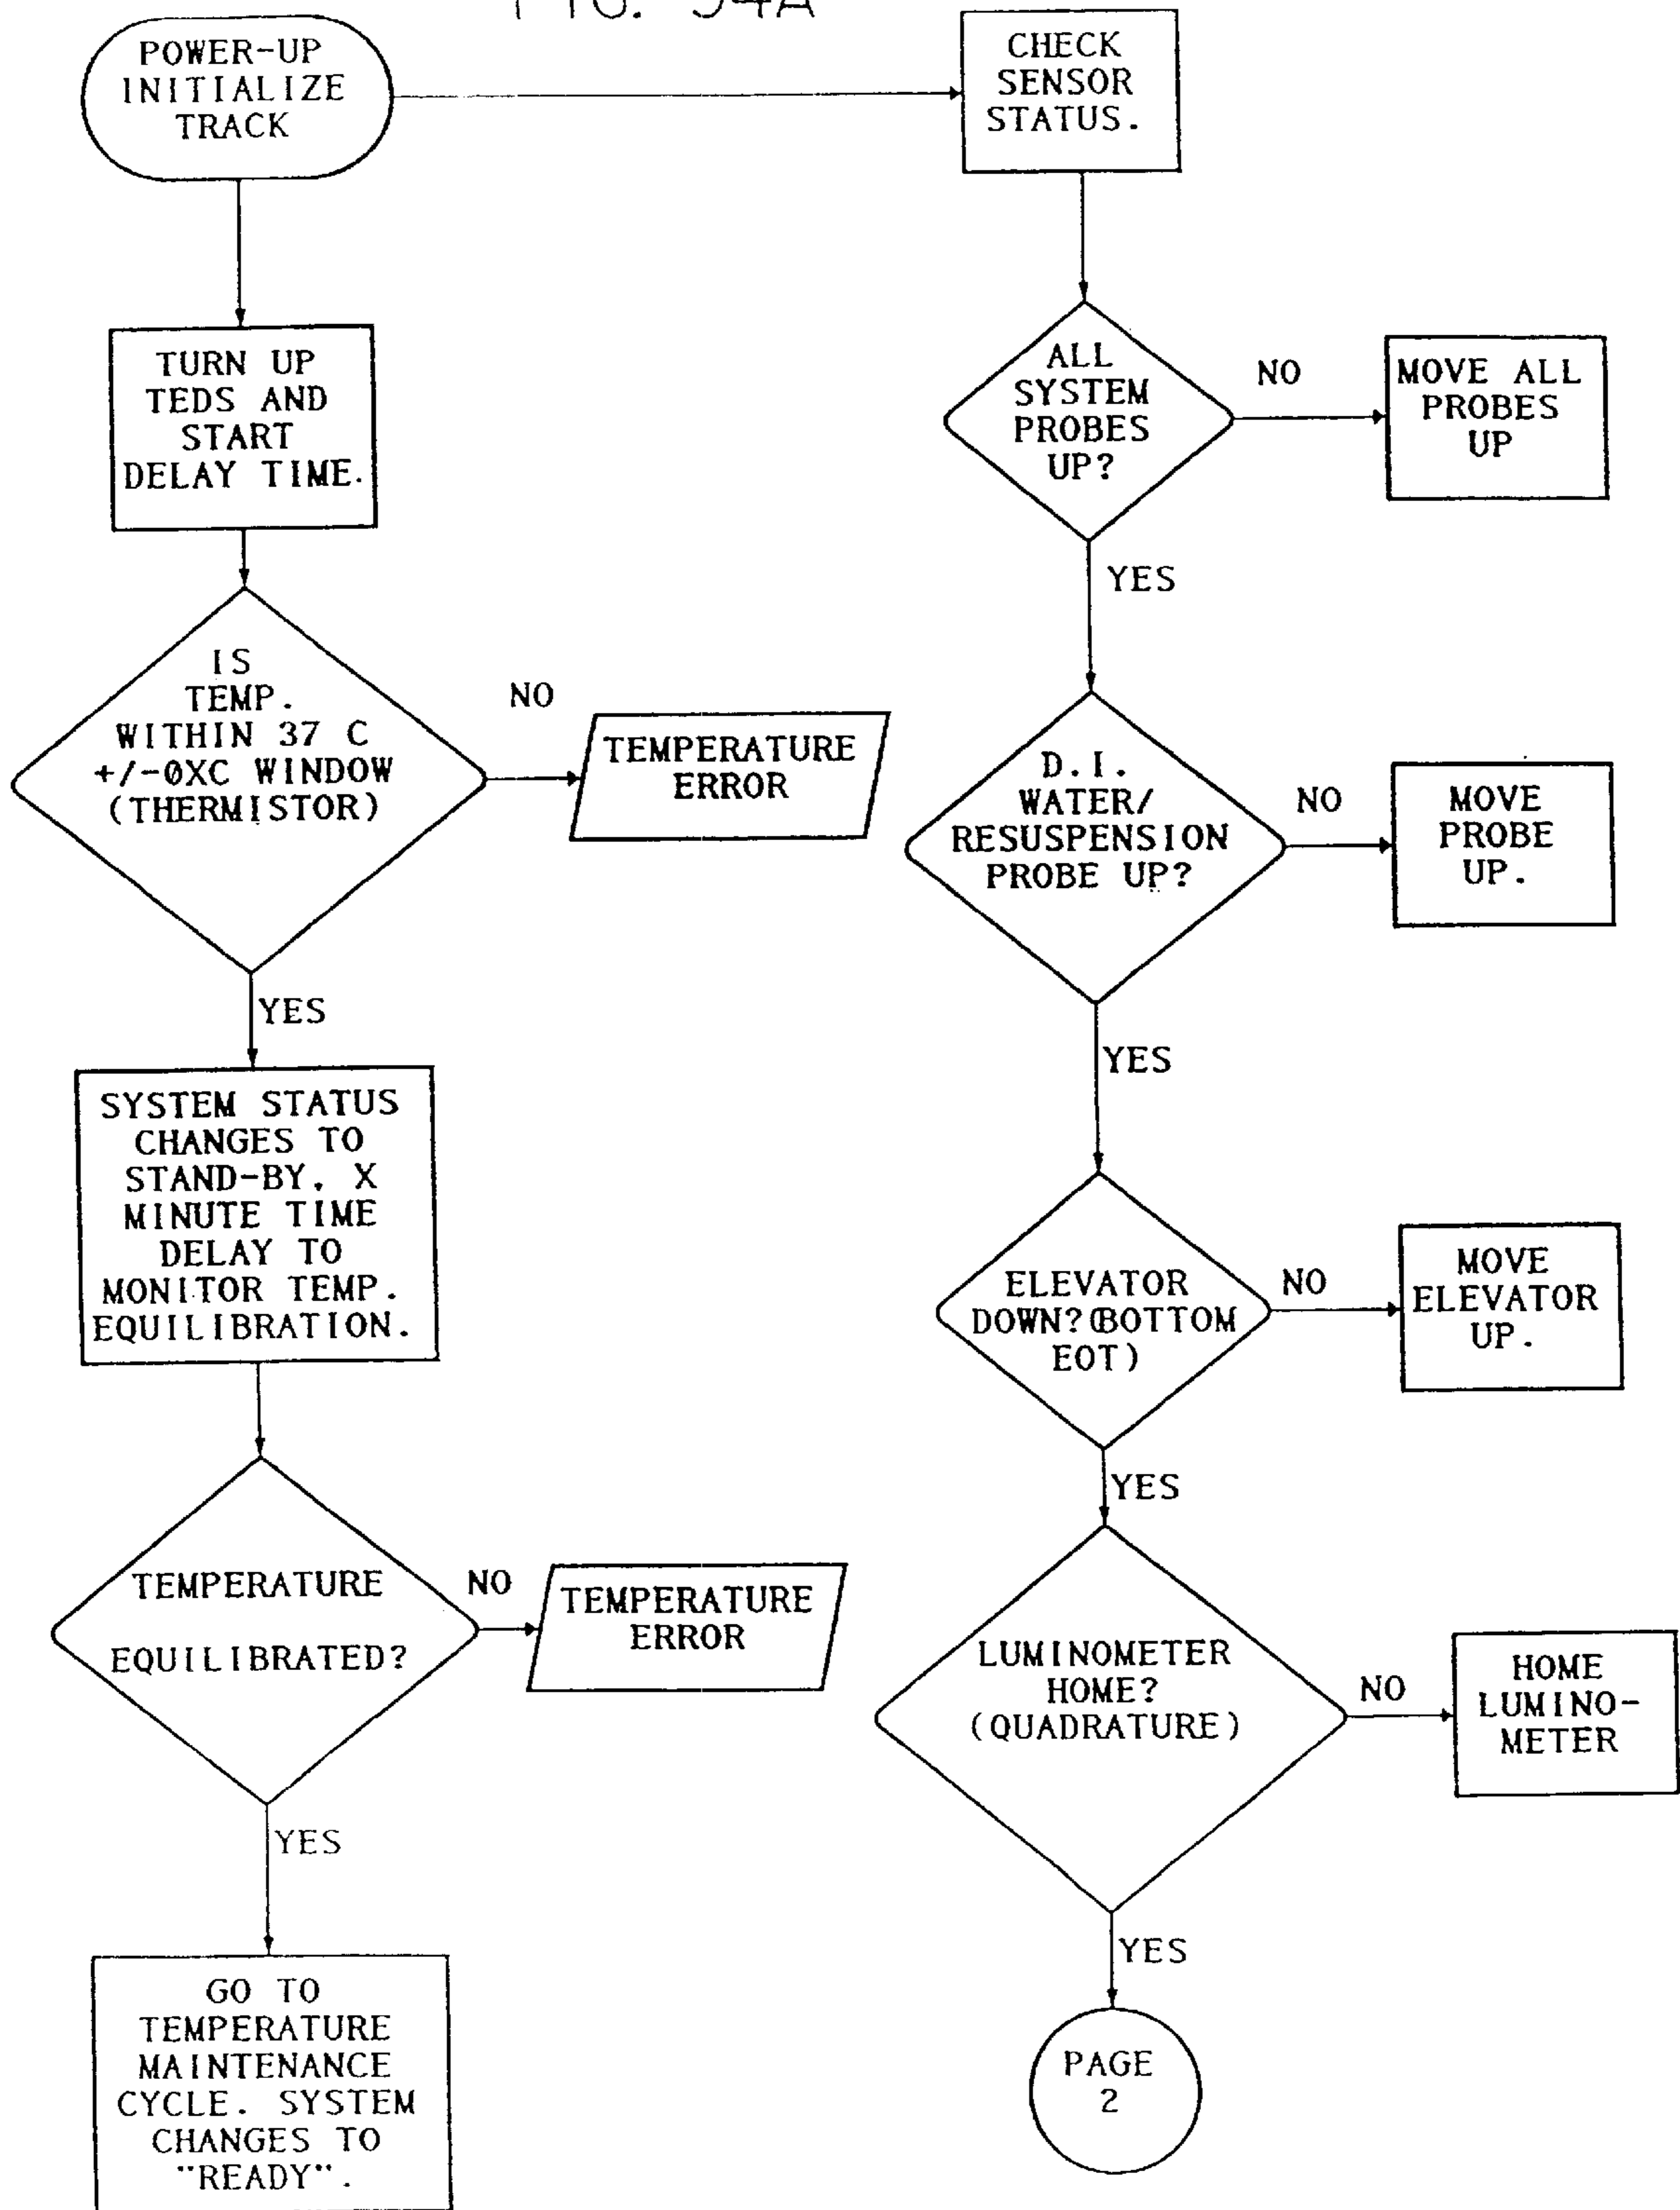 FIG. 54A
POWER-UP
INITIALIZE
TRACK
TURN UP
TEDS AND
START
DELAY TIME.
IS
TEMP.
WITHIN 37 C
+/-0XC WINDOW
(THERMISTOR)
NO
TEMPERATURE
ERROR
YES
SYSTEM STATUS
CHANGES TO
STAND-BY. X
MINUTE TIME
DELAY TO
MONITOR TEMP.
EQUILIBRATION.
TEMPERATURE
EQUILIBRATED?
NO
TEMPERATURE
ERROR
YES
GO TO
TEMPERATURE
MAINTENANCE
CYCLE. SYSTEM
CHANGES TO
"READY".
CHECK
SENSOR
STATUS.
ALL
SYSTEM
PROBES
UP?
NO
MOVE ALL
PROBES
UP
YES
D.I.
WATER/
RESUSPENSION
PROBE UP?
NO
MOVE
PROBE
UP.
YES
ELEVATOR
DOWN?(BOTTOM
EOT)
NO
MOVE
ELEVATOR
UP.
YES
LUMINOMETER
HOME?
(QUADRATURE)
NO
HOME
LUMINO-
METER
YES
PAGE
2